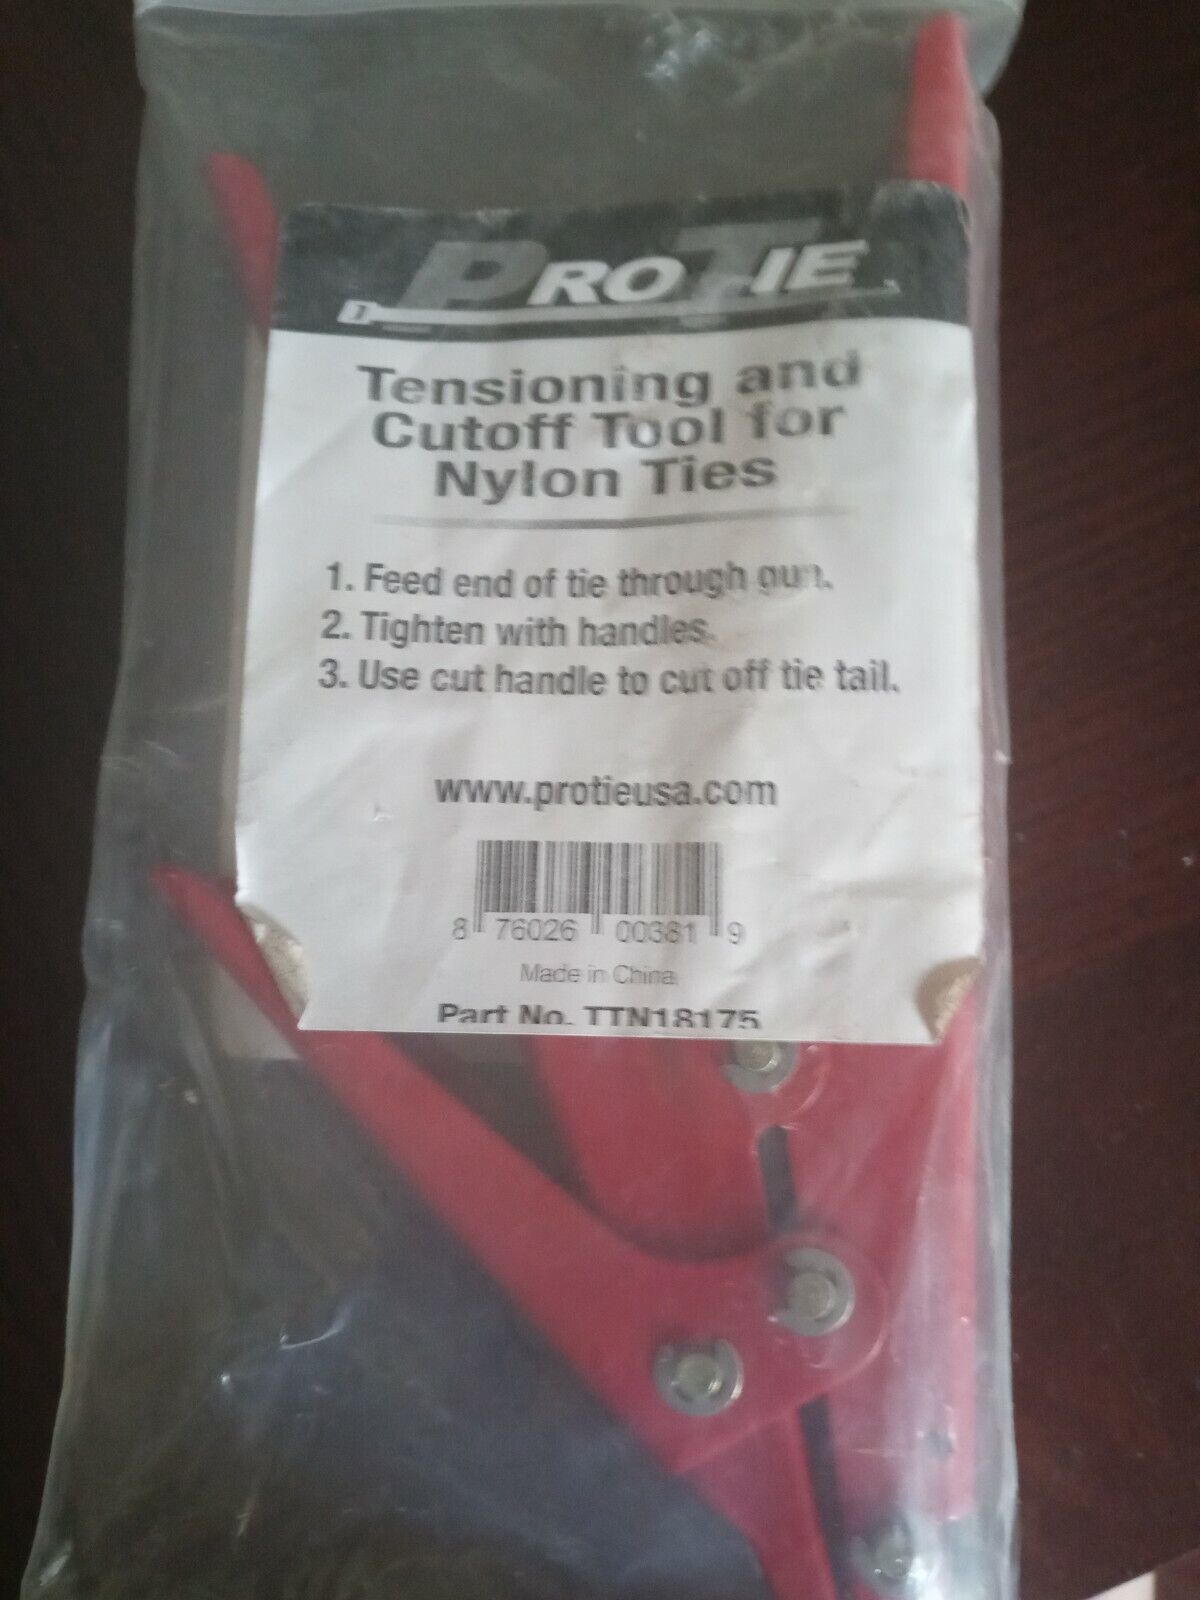 PROTIE
Tensioning and
Cutoff Tool for
Nylon Ties
1. Feed end of tie through gun.
2. Tighten with handles.
3. Use cut handle to cut off tie tail.
www.protieusa.com
8 76026 00381 9
Made in China
Part No. TTN18175